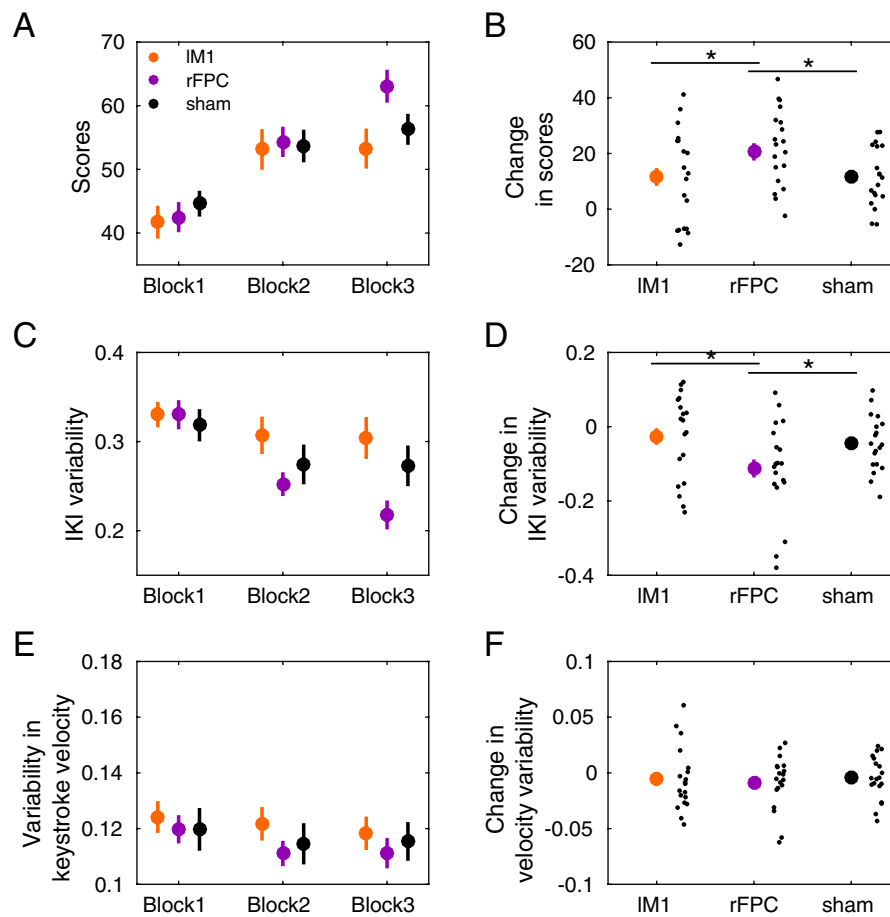 A
70
60
50
40
Scores
lM1
rFPC
sham
Block1
Block2
Block3
B
60
40
20
0
-20
Change
in scores
*
*
lM1
rFPC
sham
C
0.4
0.3
0.2
IKI variability
Block1
Block2
Block3
D
0.2
0
-0.2
-0.4
Change in
IKI variability
*
*
lM1
rFPC
sham
E
0.18
0.16
0.14
0.12
0.1
Variability in
keystroke velocity
Block1
Block2
Block3
F
0.1
0.05
0
-0.05
-0.1
Change in
velocity variability
lM1
rFPC
sham